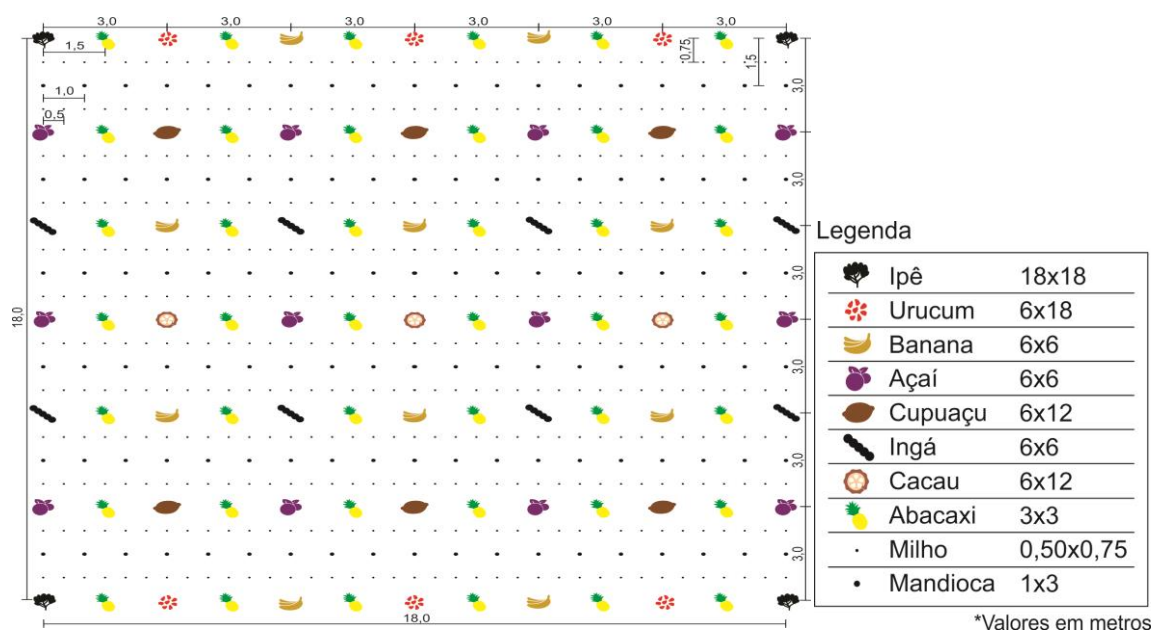 3,0 3,0 3,0 3,0 3,0 3,0
1,5
0,75
1,5
3,0
1,0
0,5
3,0
3,0
18,0
3,0
3,0
3,0
18,0
Legenda
Ipê 18x18
Urucum 6x18
Banana 6x6
Açaí 6x6
Cupuaçu 6x12
Ingá 6x6
Cacau 6x12
Abacaxi 3x3
Milho 0,50x0,75
Mandioca 1x3
*Valores em metros